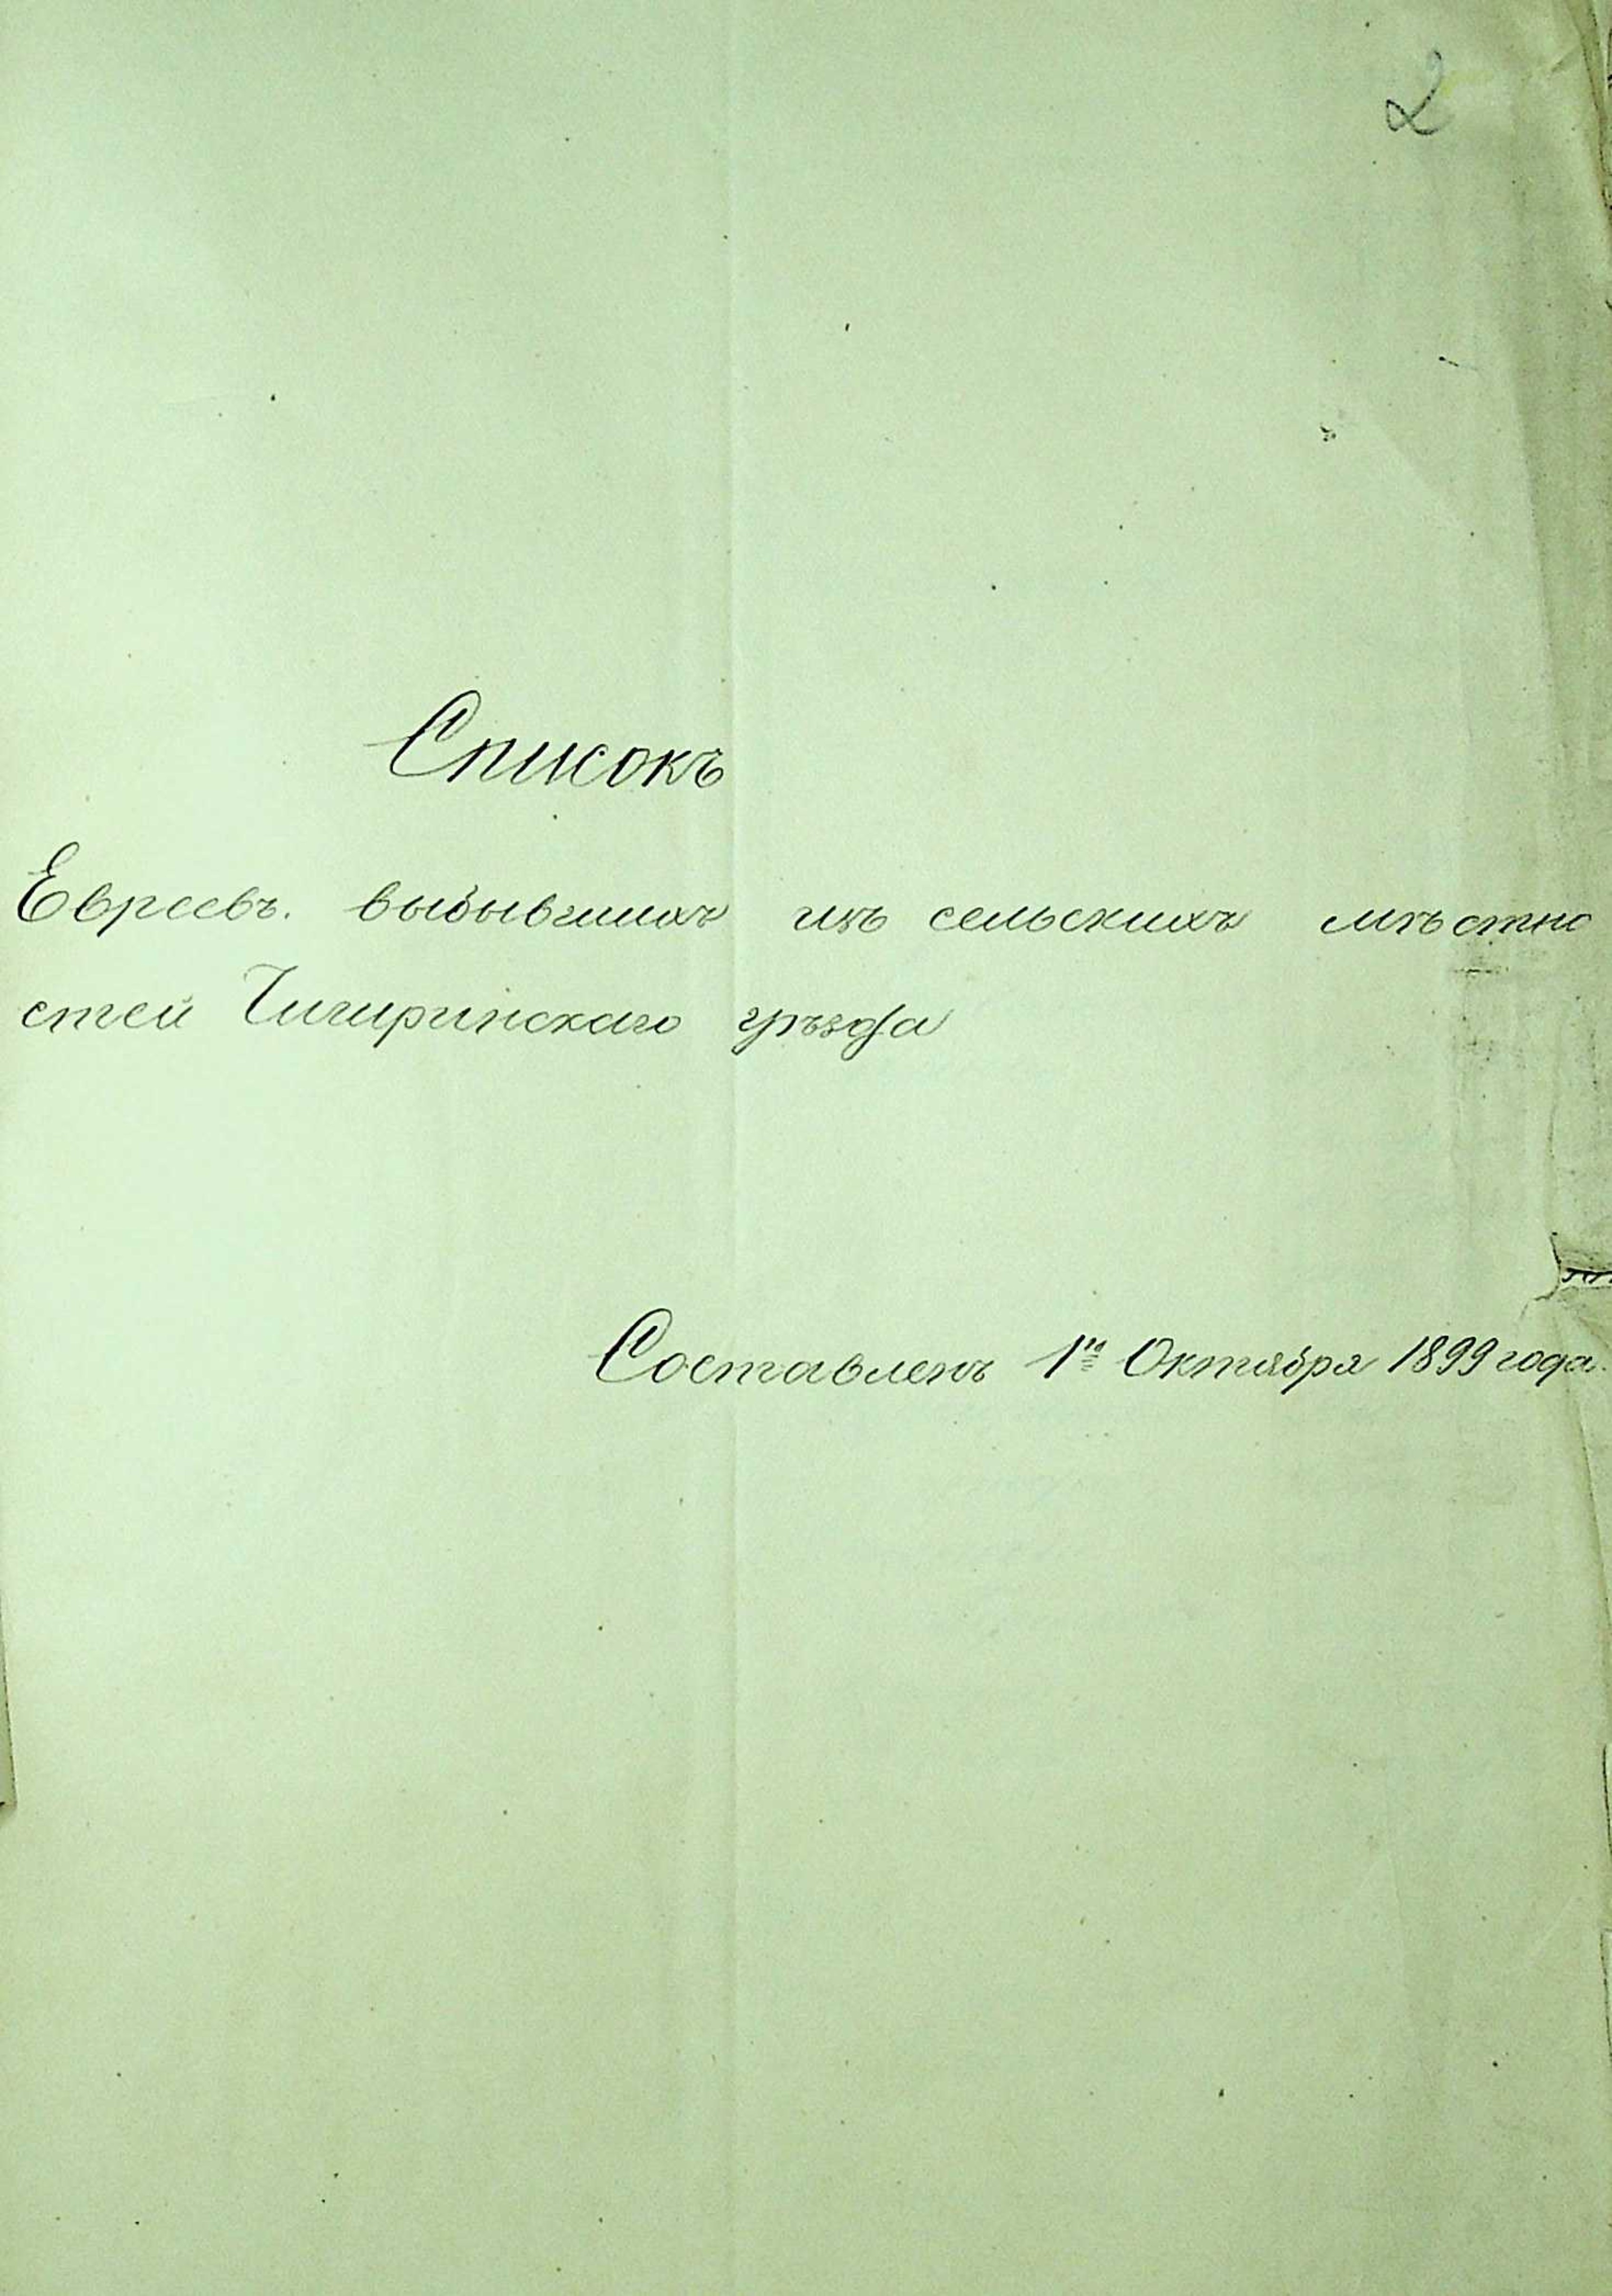 2
Списокъ
Евреевъ. выбывшихъ изъ сельскихъ мѣстно
стей Чигиринскаго уѣзда
Составленъ 1го Октября 1899 года.